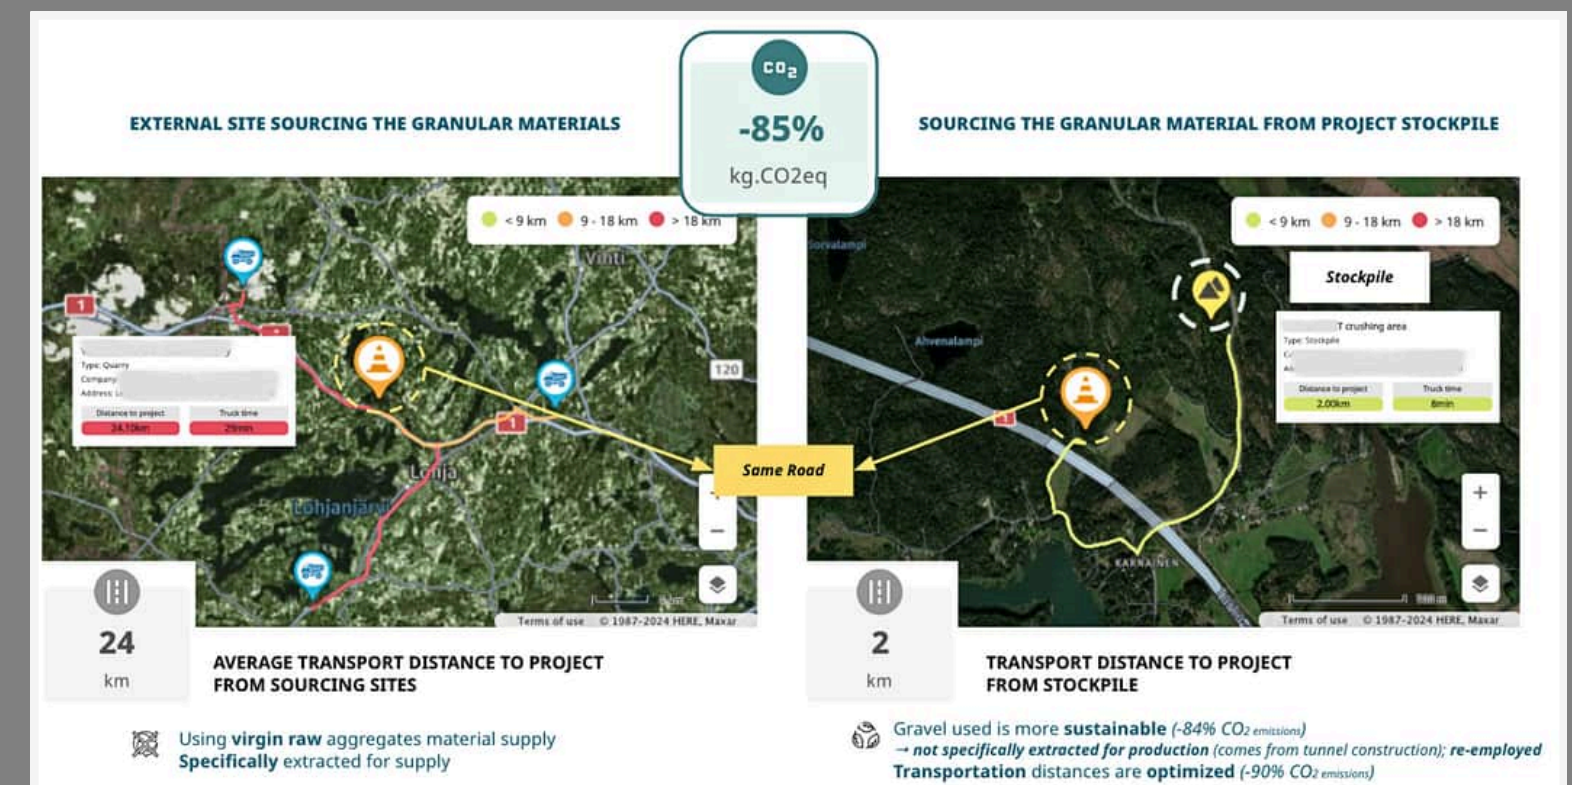 CO2
-85%
kg.CO2eq
EXTERNAL SITE SOURCING THE GRANULAR MATERIALS
SOURCING THE GRANULAR MATERIAL FROM PROJECT STOCKPILE
< 9 km 9 - 18 km > 18 km
Vihti
1
120
1
Type: Quarry
Company:
Address:
Distance to project Truck time
24.10km 29min
Lohja
Lohjanjärvi
Terms of use © 1987-2024 HERE, Maxar
Same Road
< 9 km 9 - 18 km > 18 km
Sorvalampi
Stockpile
T crushing area
Type: Stockpile
Distance to project Truck time
2.00km 6min
Ahvenalampi
1
KARNAINEN
+
−
Terms of use © 1987-2024 HERE, Maxar
24
km
AVERAGE TRANSPORT DISTANCE TO PROJECT
FROM SOURCING SITES
2
km
TRANSPORT DISTANCE TO PROJECT
FROM STOCKPILE
Using virgin raw aggregates material supply
Specifically extracted for supply
Gravel used is more sustainable (-84% CO2 emissions)
→ not specifically extracted for production (comes from tunnel construction); re-employed
Transportation distances are optimized (-90% CO2 emissions)